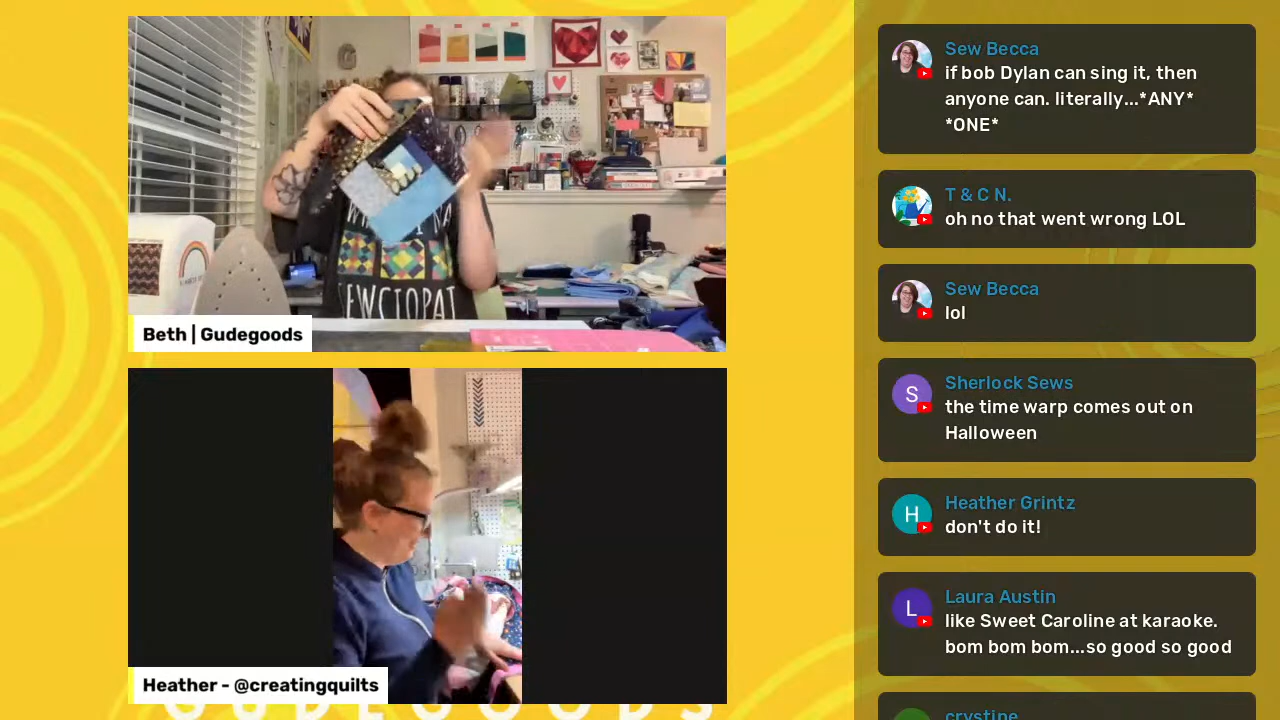 SEWCIOPAT
Beth | Gudegoods
Heather - @creatingquilts
GUDEGOODS
Sew Becca
if bob Dylan can sing it, then
anyone can. literally...*ANY*
*ONE*
T & C N.
oh no that went wrong LOL
Sew Becca
lol
S
Sherlock Sews
the time warp comes out on
Halloween
H
Heather Grintz
don't do it!
L
Laura Austin
like Sweet Caroline at karaoke.
bom bom bom...so good so good
crystine